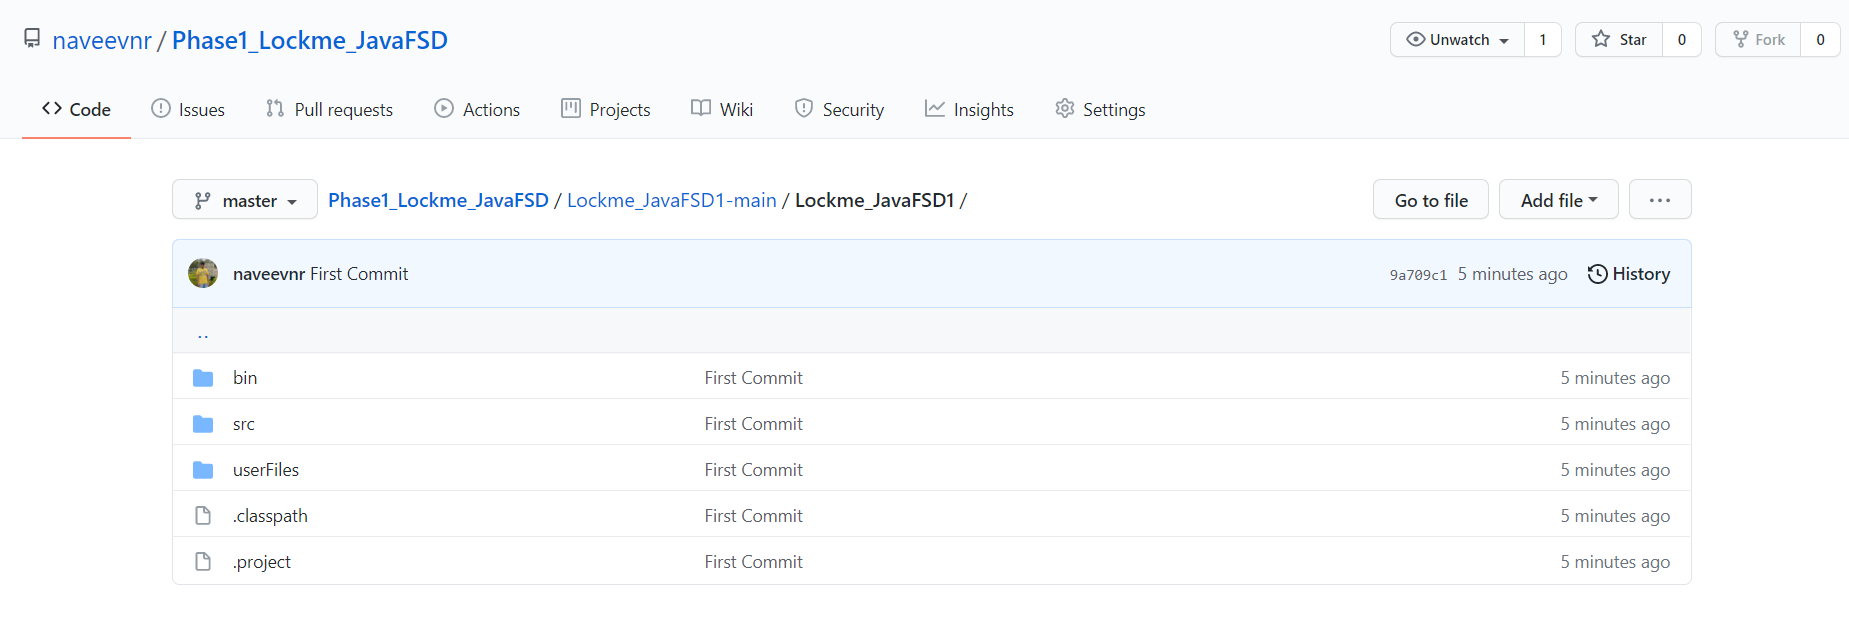 naveevnr / Phase1_Lockme_JavaFSD Unwatch 1 Star 0 Fork 0
Code Issues Pull requests Actions Projects Wiki Security Insights Settings
master Phase1_Lockme_JavaFSD / Lockme_JavaFSD1-main / Lockme_JavaFSD1 / Go to file Add file ...
naveevnr First Commit 9a709c1 5 minutes ago History
..
bin First Commit 5 minutes ago
src First Commit 5 minutes ago
userFiles First Commit 5 minutes ago
.classpath First Commit 5 minutes ago
.project First Commit 5 minutes ago